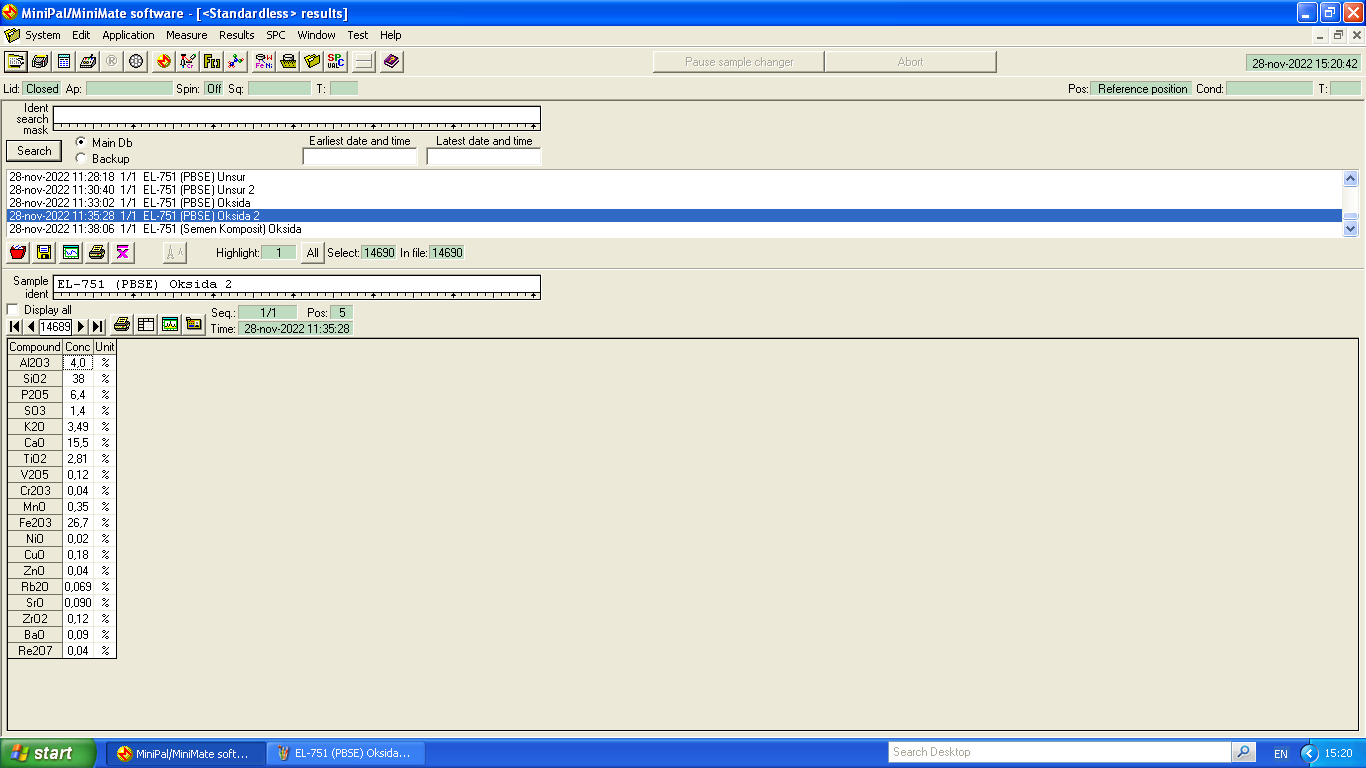 MiniPal/MiniMate software - [<Standardless> results]
System Edit Application Measure Results SPC Window Test Help
Pause sample changer Abort 28-nov-2022 15:20:42
Lid: Closed Ap: Spin: Off Sq: T: Pos: Reference position Cond: T:
Ident search mask
Search Main Db Earliest date and time Latest date and time
Backup
28-nov-2022 11:28:18 1/1 EL-751 (PBSE) Unsur
28-nov-2022 11:30:40 1/1 EL-751 (PBSE) Unsur 2
28-nov-2022 11:33:02 1/1 EL-751 (PBSE) Oksida
28-nov-2022 11:35:28 1/1 EL-751 (PBSE) Oksida 2
28-nov-2022 11:38:06 1/1 EL-751 (Semen Komposit) Oksida
Highlight: 1 All Select: 14690 In file: 14690
Sample ident EL-751 (PBSE) Oksida 2
Display all Seq.: 1/1 Pos: 5
14689 Time: 28-nov-2022 11:35:28
Compound Conc Unit
Al2O3 4,0 %
SiO2 38 %
P2O5 6,4 %
SO3 1,4 %
K2O 3,49 %
CaO 15,5 %
TiO2 2,81 %
V2O5 0,12 %
Cr2O3 0,04 %
MnO 0,35 %
Fe2O3 26,7 %
NiO 0,02 %
CuO 0,18 %
ZnO 0,04 %
Rb2O 0,069 %
SrO 0,090 %
ZrO2 0,12 %
BaO 0,09 %
Re2O7 0,04 %
start MiniPal/MiniMate soft... EL-751 (PBSE) Oksida... Search Desktop EN 15:20